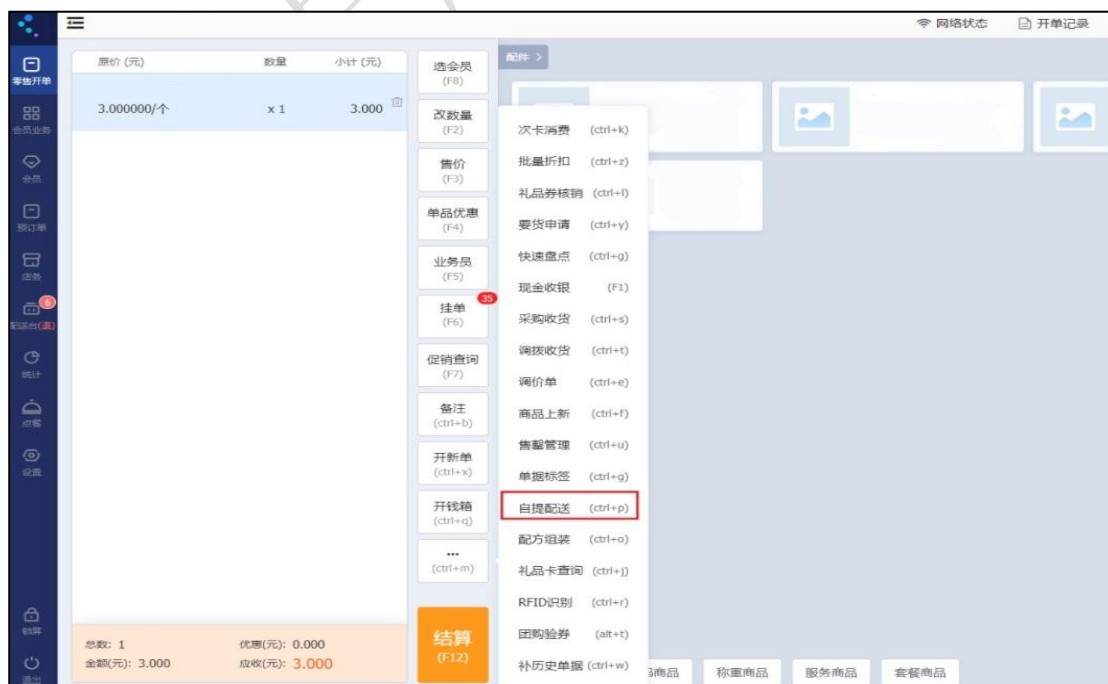 网络状态
开单记录
零售开单
会员业务
会员
预订单
店务
6
配送台(退)
统计
点餐
设置
锁屏
退出
原价 (元) 数量 小计 (元)
3.000000/个 x 1 3.000
总数: 1 优惠(元): 0.000
金额(元): 3.000 应收(元): 3.000
选会员
(F8)
改数量
(F2)
售价
(F3)
单品优惠
(F4)
业务员
(F5)
35
挂单
(F6)
促销查询
(F7)
备注
(ctrl+b)
开新单
(ctrl+x)
开钱箱
(ctrl+q)
...
(ctrl+m)
结算
(F12)
配件 >
次卡消费 (ctrl+k)
批量折扣 (ctrl+z)
礼品券核销 (ctrl+l)
要货申请 (ctrl+y)
快速盘点 (ctrl+g)
现金收银 (F1)
采购收货 (ctrl+s)
调拨收货 (ctrl+t)
调价单 (ctrl+e)
商品上新 (ctrl+f)
售罄管理 (ctrl+u)
单据标签 (ctrl+g)
自提配送 (ctrl+p)
配方组装 (ctrl+o)
礼品卡查询 (ctrl+j)
RFID识别 (ctrl+r)
团购验券 (alt+t)
补历史单据 (ctrl+w)
商品 称重商品 服务商品 套餐商品